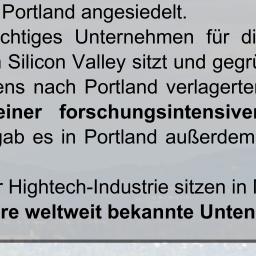 Portland angesiedelt.
chtiges Unternehmen für di
Silicon Valley sitzt und gegrü
ens nach Portland verlagerte
einer forschungsintensive
gab es in Portland außerdem
r Hightech-Industrie sitzen in
re weltweit bekannte Unten